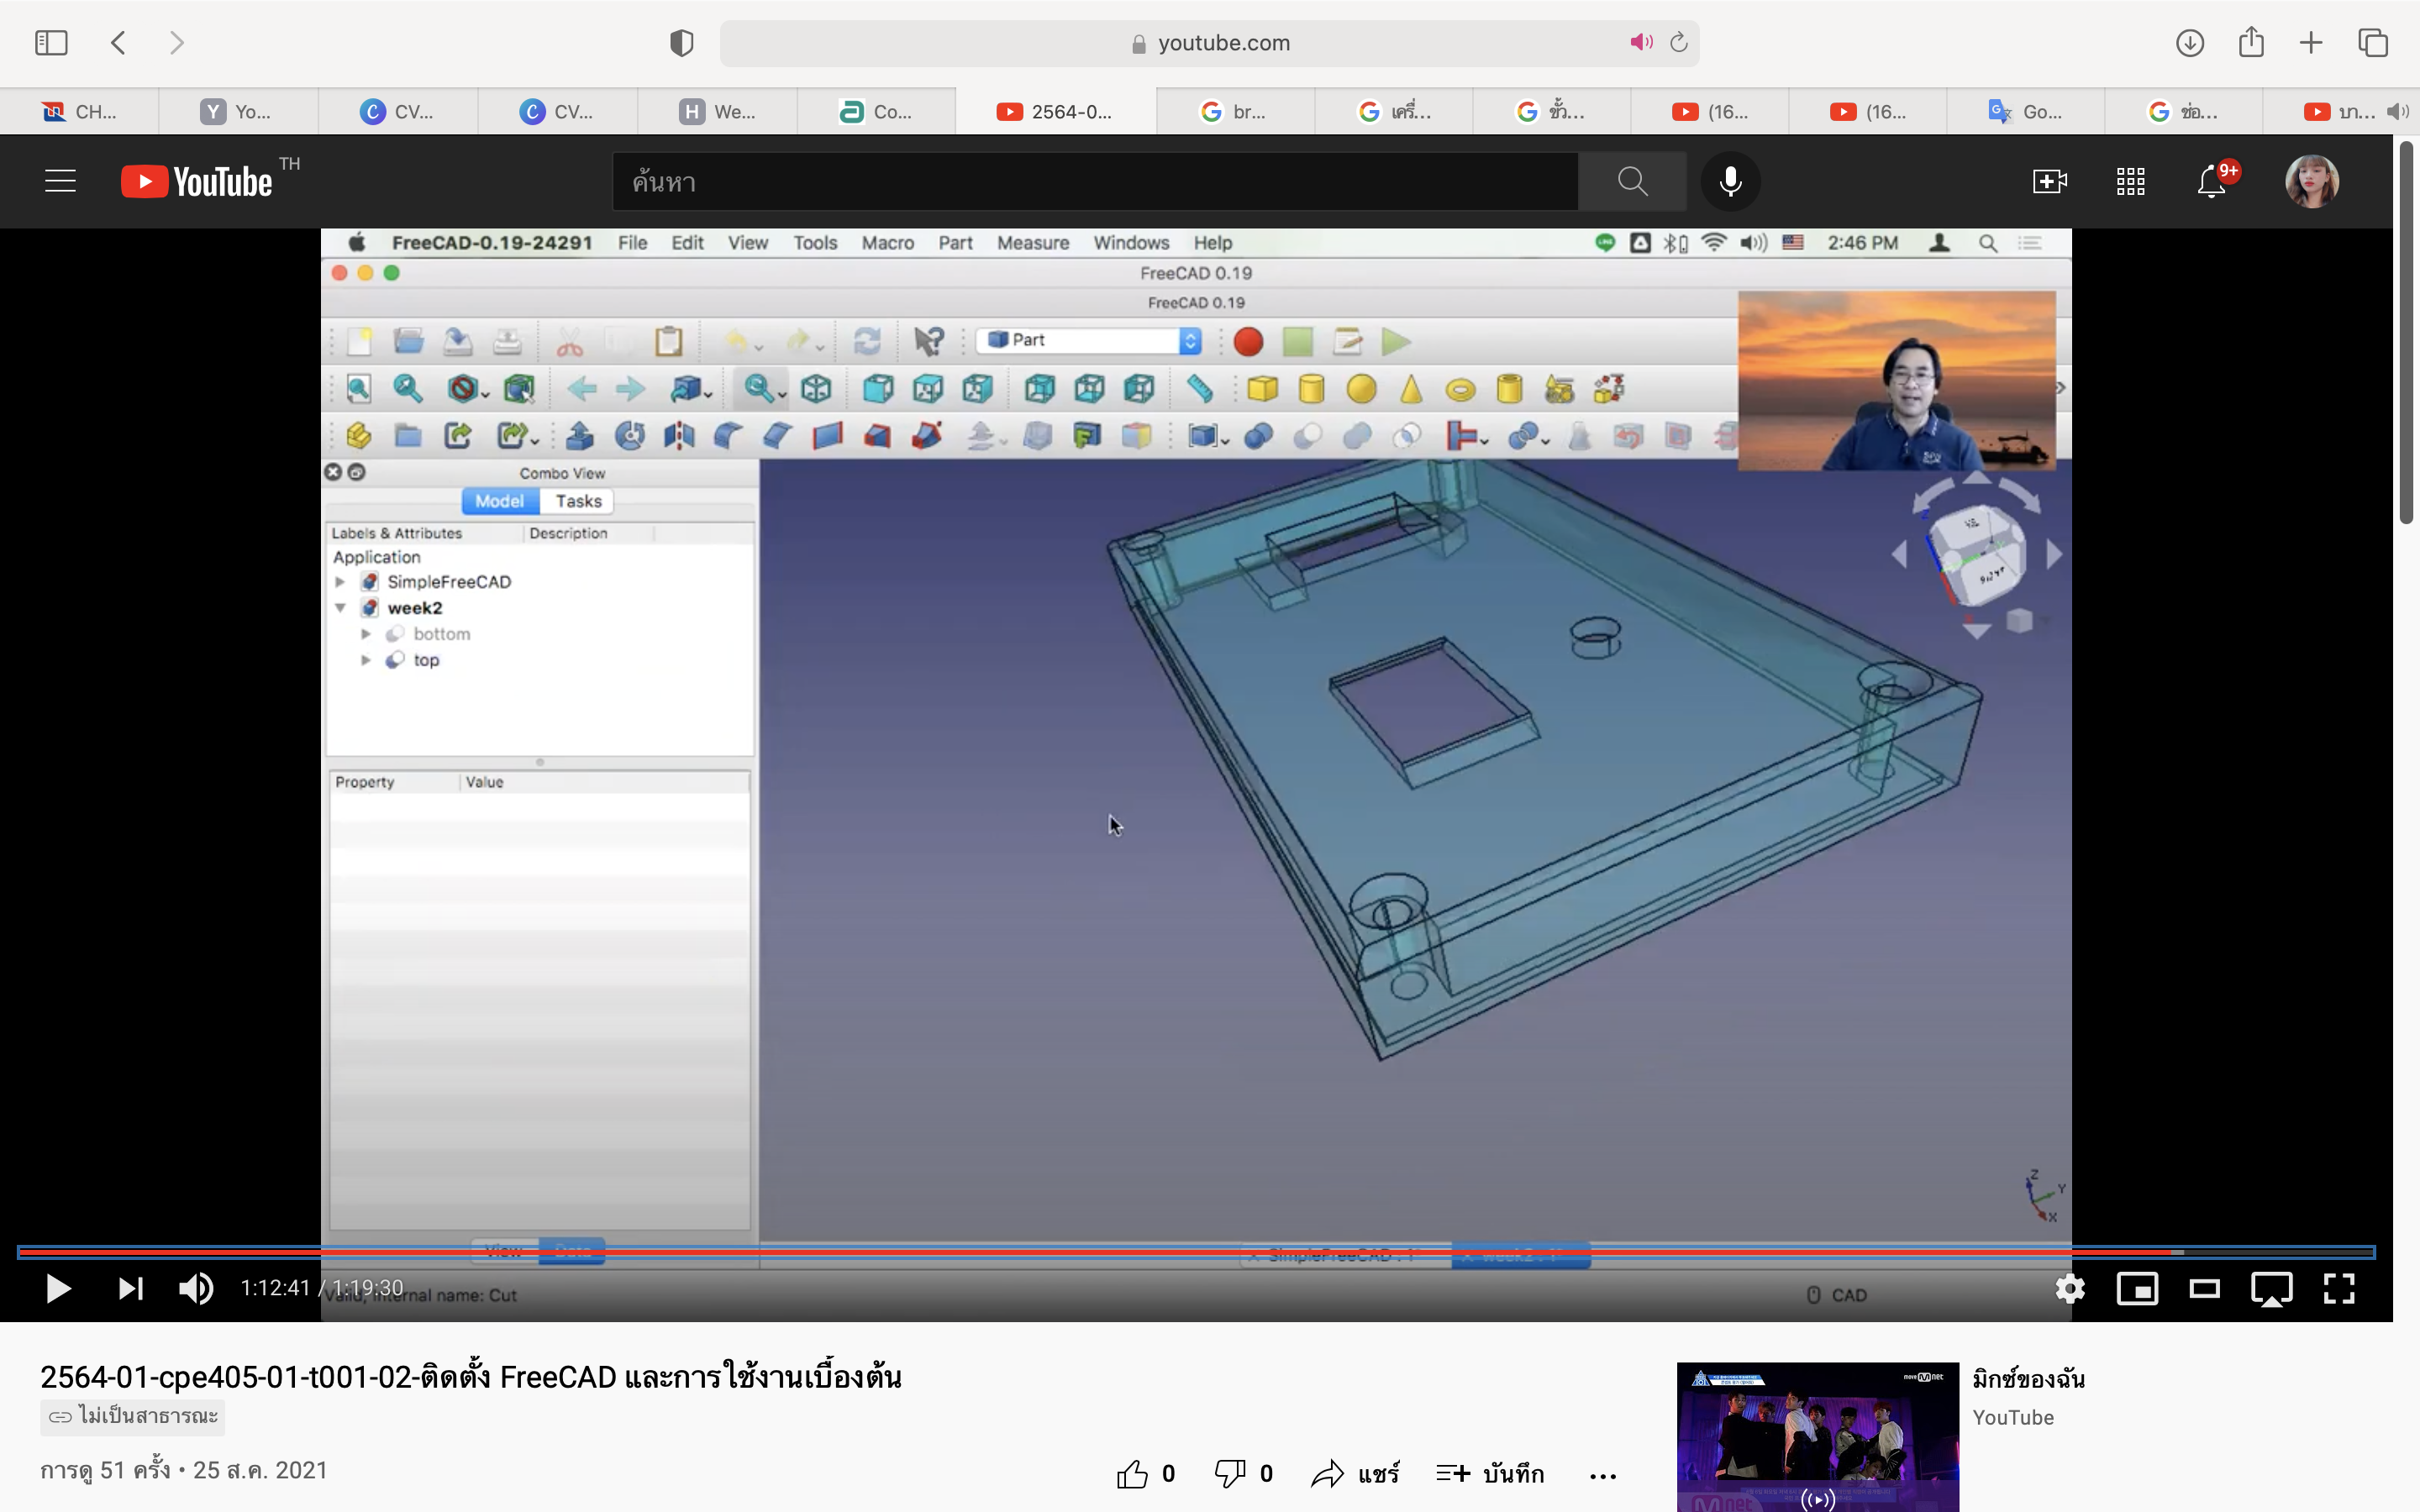 youtube.com
CH...
Yo...
CV...
CV...
We...
Co...
2564-0...
br...
เครื่...
ขั้ว...
(16...
(16...
Go...
ช่อ...
บา...
YouTube TH
ค้นหา
9+
FreeCAD-0.19-24291 File Edit View Tools Macro Part Measure Windows Help
2:46 PM
FreeCAD 0.19
FreeCAD 0.19
Part
Combo View
Model Tasks
Labels & Attributes Description
Application
SimpleFreeCAD
week2
bottom
top
Property Value
Z
Y
X
View
SimpleFreeCAD : 1
1:12:41 / 1:19:30
Valid, Internal name: Cut
CAD
2564-01-cpe405-01-t001-02-ติดตั้ง FreeCAD และการใช้งานเบื้องต้น
ไม่เป็นสาธารณะ
การดู 51 ครั้ง • 25 ส.ค. 2021
0
0
แชร์
บันทึก
มิกซ์ของฉัน
YouTube